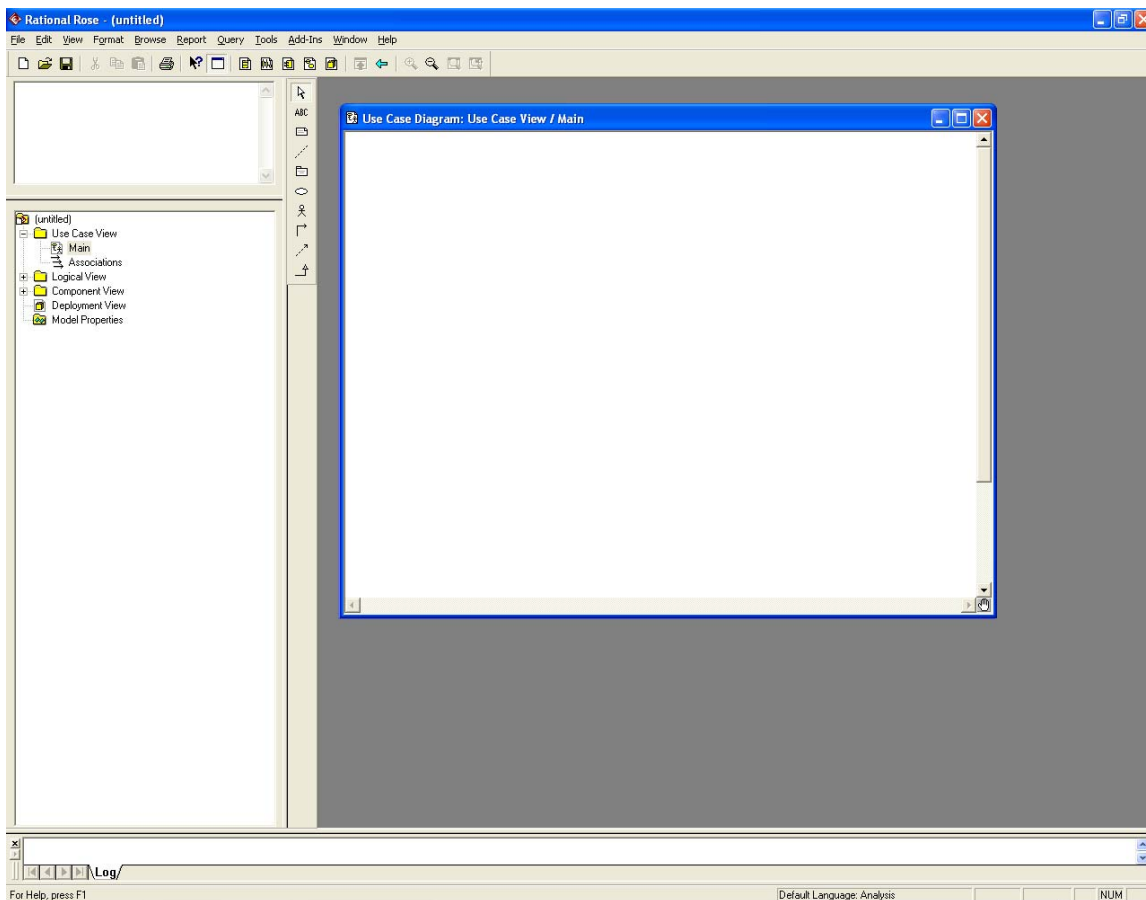 Rational Rose - (untitled)
File Edit View Format Browse Report Query Tools Add-Ins Window Help
ABC
Use Case Diagram: Use Case View / Main
(untitled)
Use Case View
Main
Associations
Logical View
Component View
Deployment View
Model Properties
Log
For Help, press F1 Default Language: Analysis NUM